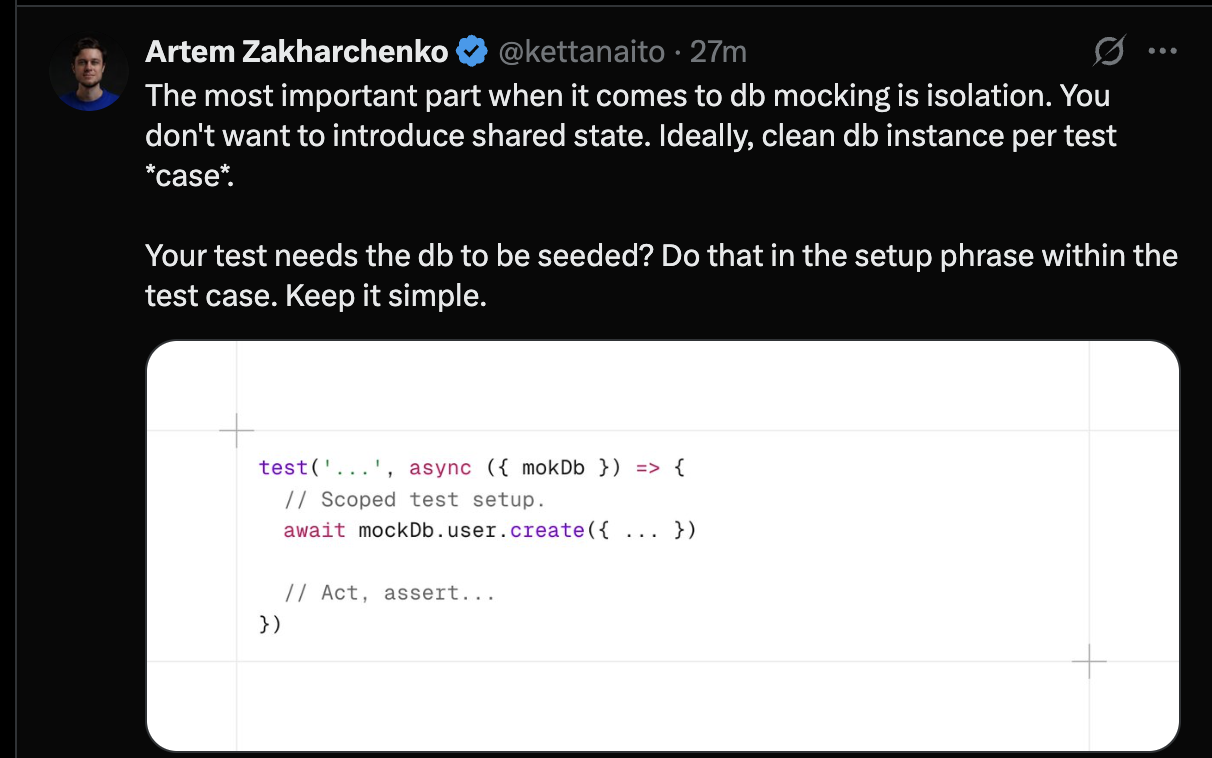 Artem Zakharchenko @kettanaito · 27m
The most important part when it comes to db mocking is isolation. You
don't want to introduce shared state. Ideally, clean db instance per test
*case*.
Your test needs the db to be seeded? Do that in the setup phrase within the
test case. Keep it simple.
test('...', async ({ mokDb }) => {
// Scoped test setup.
await mockDb.user.create({ ... })
// Act, assert...
})